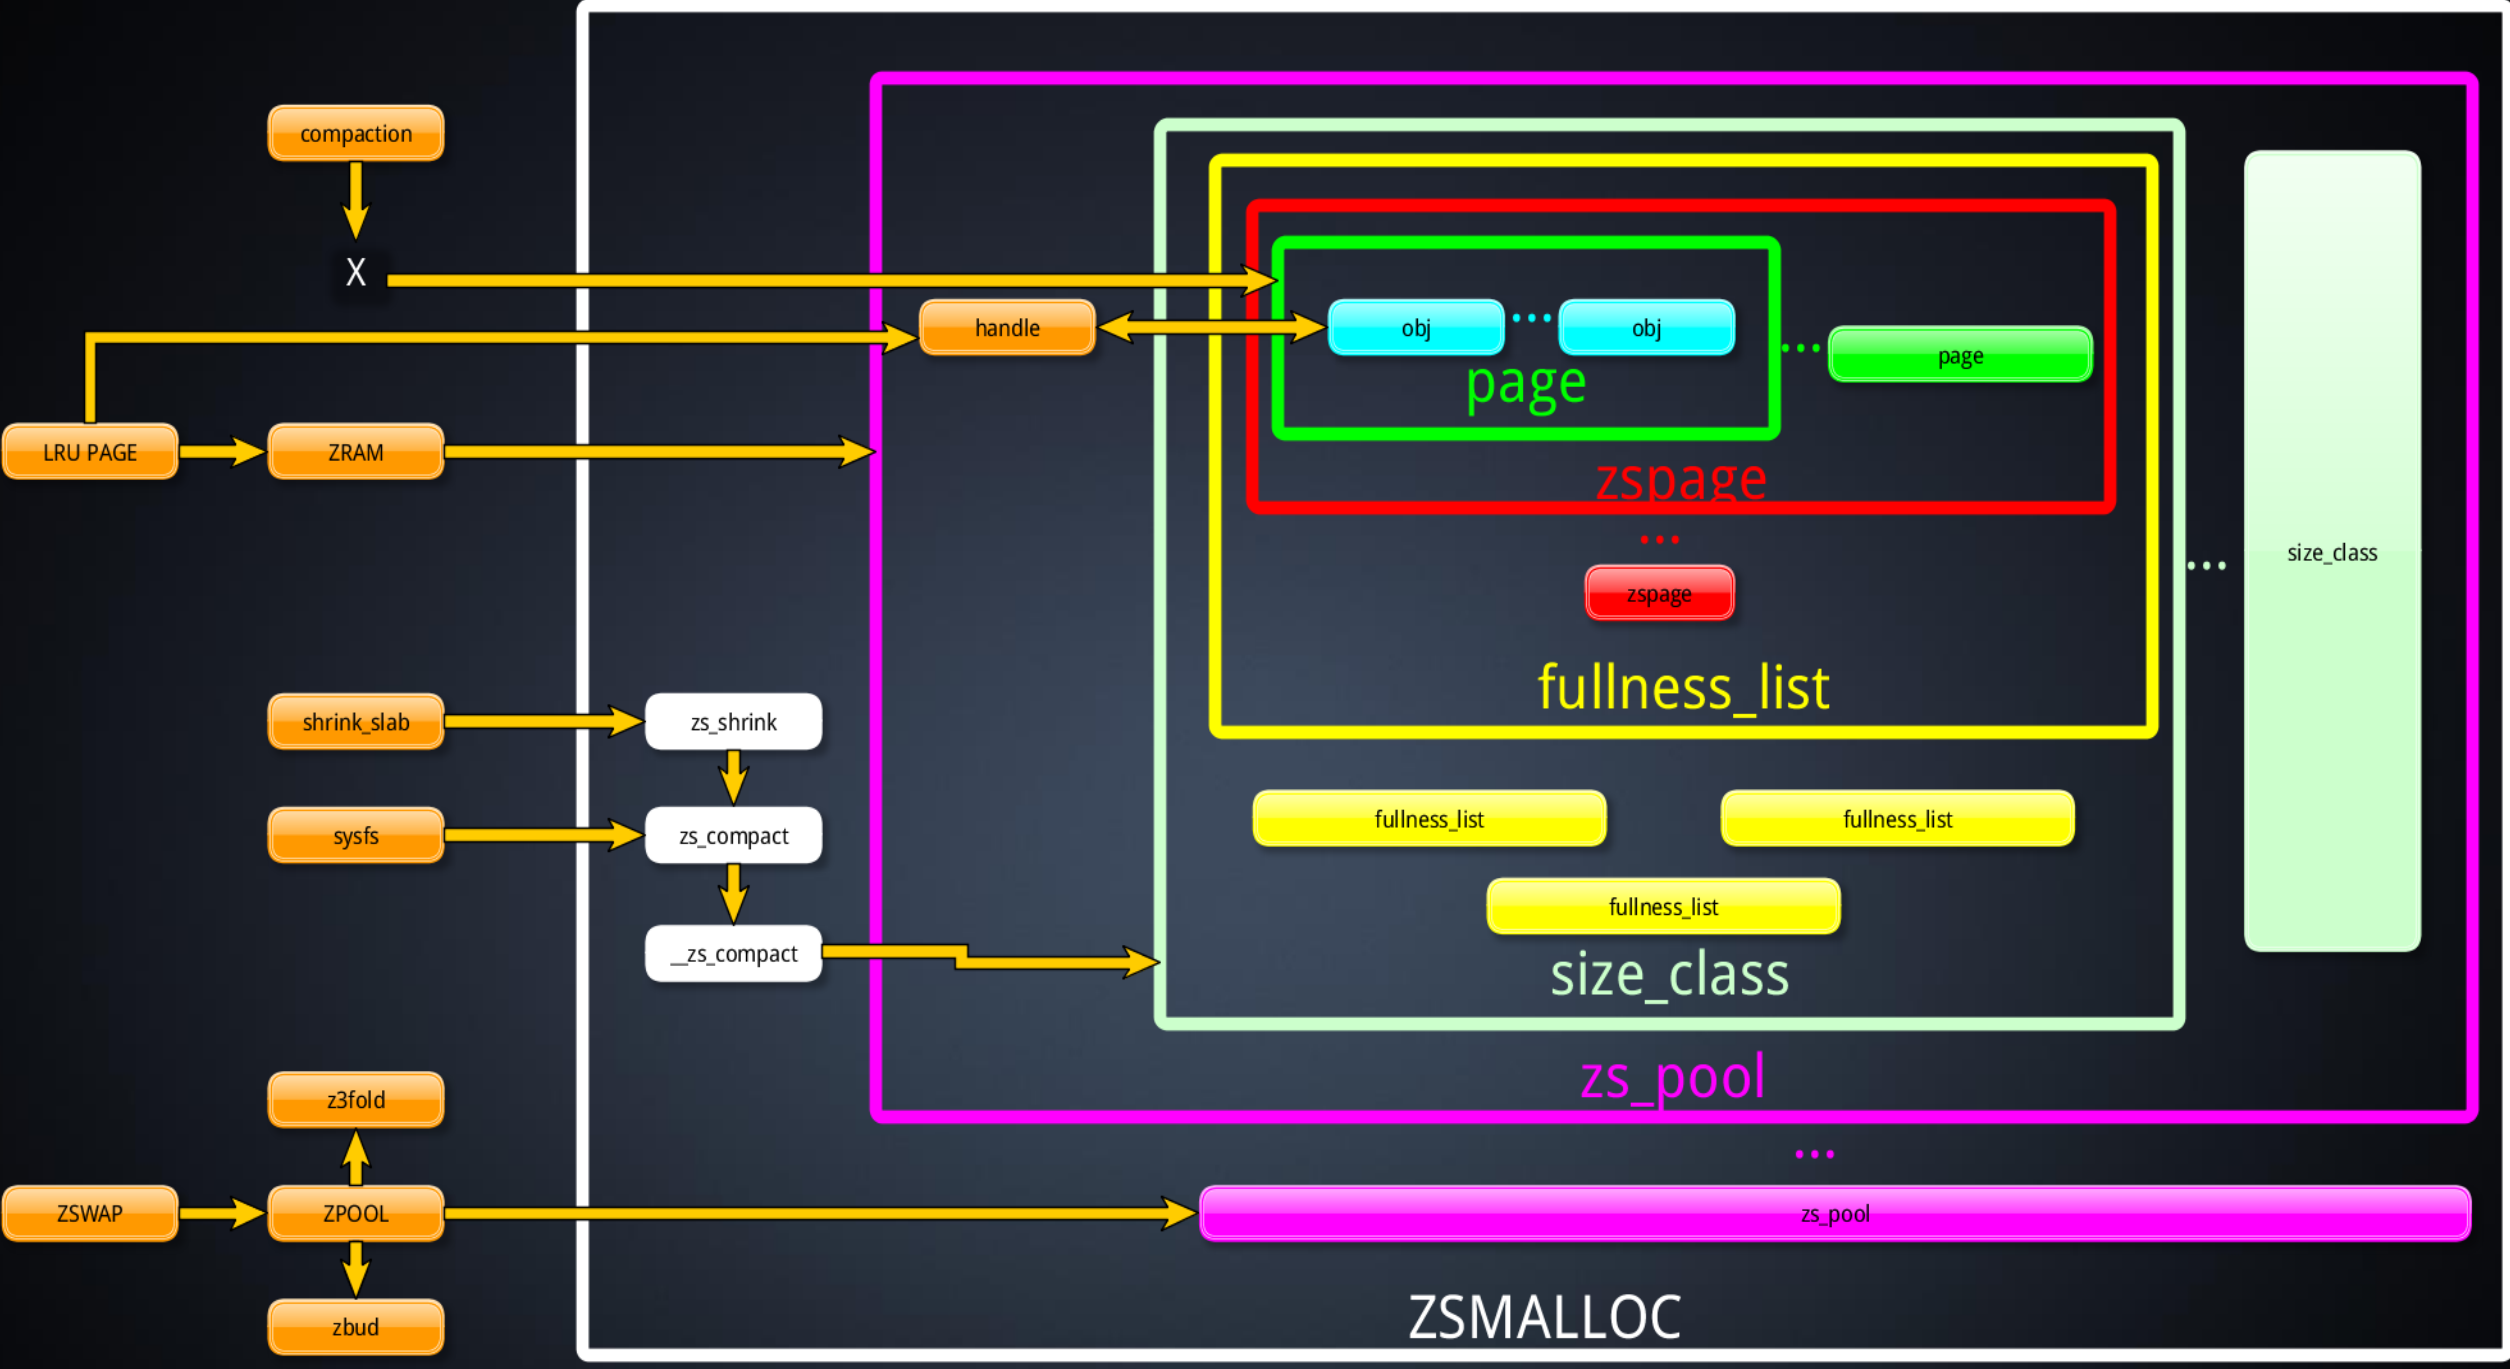 compaction
X
handle
obj
obj
page
page
LRU PAGE
ZRAM
zspage
zspage
size_class
fullness_list
shrink_slab
zs_shrink
sysfs
zs_compact
fullness_list
fullness_list
fullness_list
__zs_compact
size_class
zs_pool
z3fold
ZSWAP
ZPOOL
zs_pool
zbud
ZSMALLOC